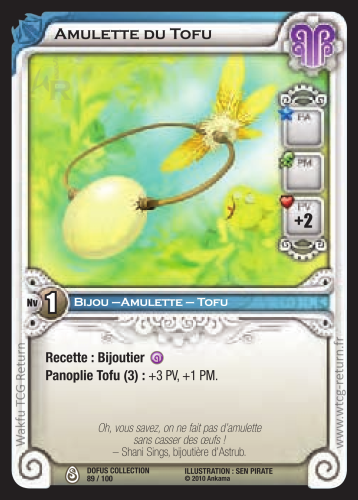 Amulette du Tofu
PA
PM
PV
+2
Nv 1 Bijou – Amulette – Tofu
Recette : Bijoutier
Panoplie Tofu (3) : +3 PV, +1 PM.
Oh, vous savez, on ne fait pas d'amulette
sans casser des œufs !
– Shani Sings, bijoutière d'Astrub.
DOFUS COLLECTION
89 / 100
ILLUSTRATION : SEN PIRATE
© 2010 Ankama
Wakfu TCG Return
www.wtcg-return.fr